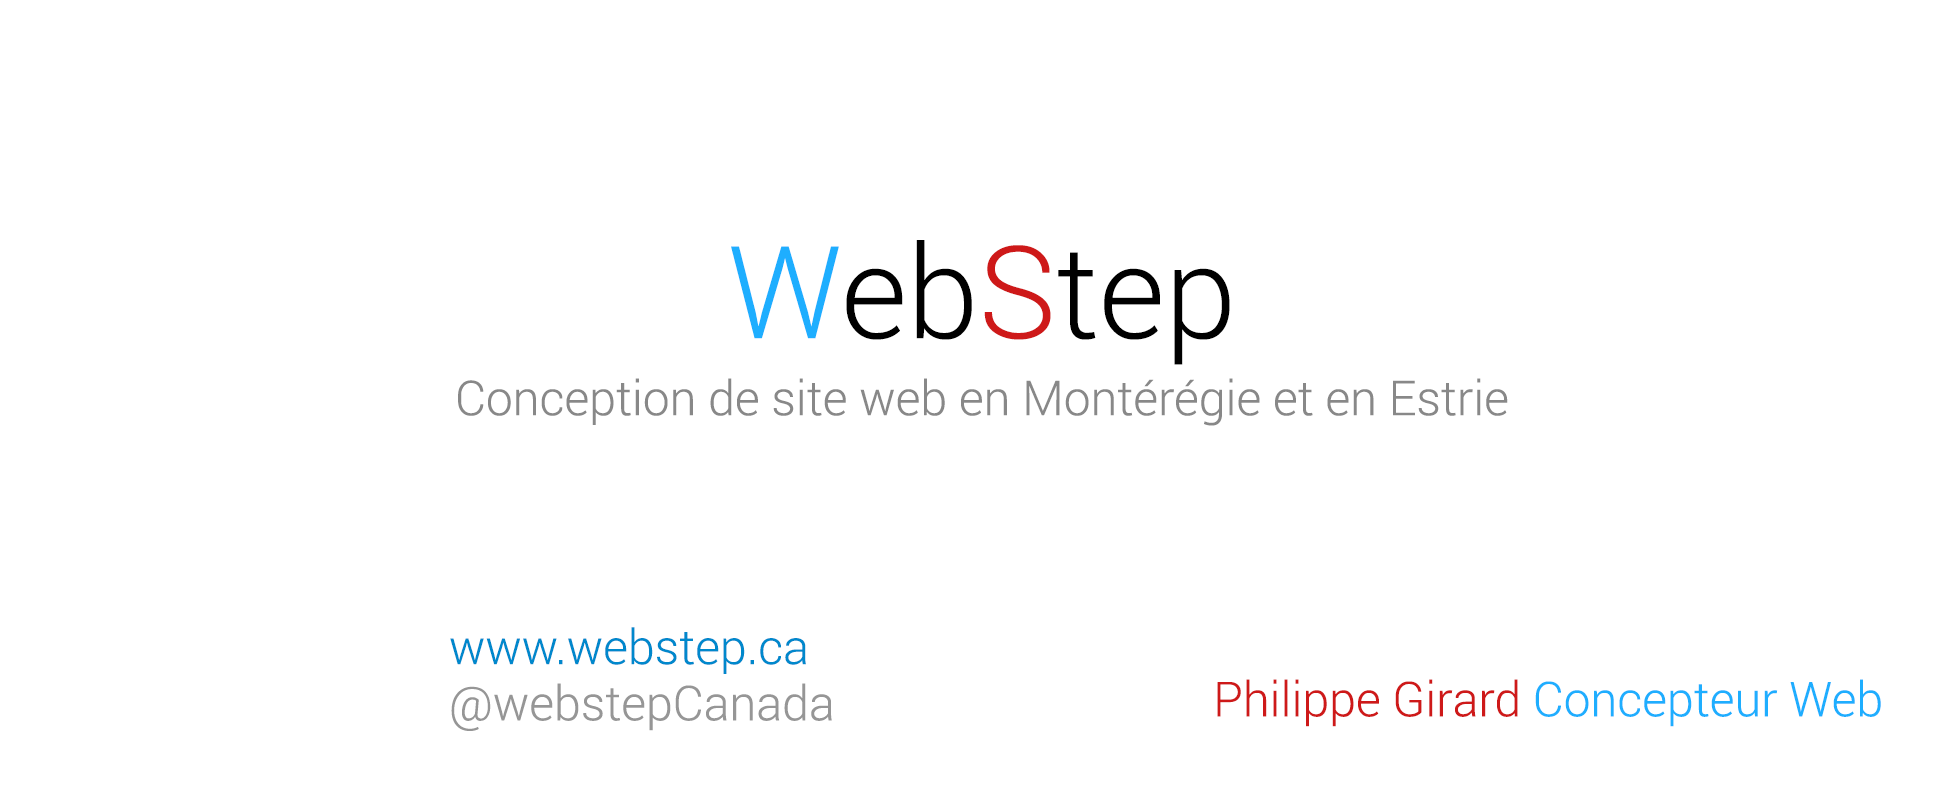 WebStep
Conception de site web en Montérégie et en Estrie
www.webstep.ca
@webstepCanada
Philippe Girard Concepteur Web